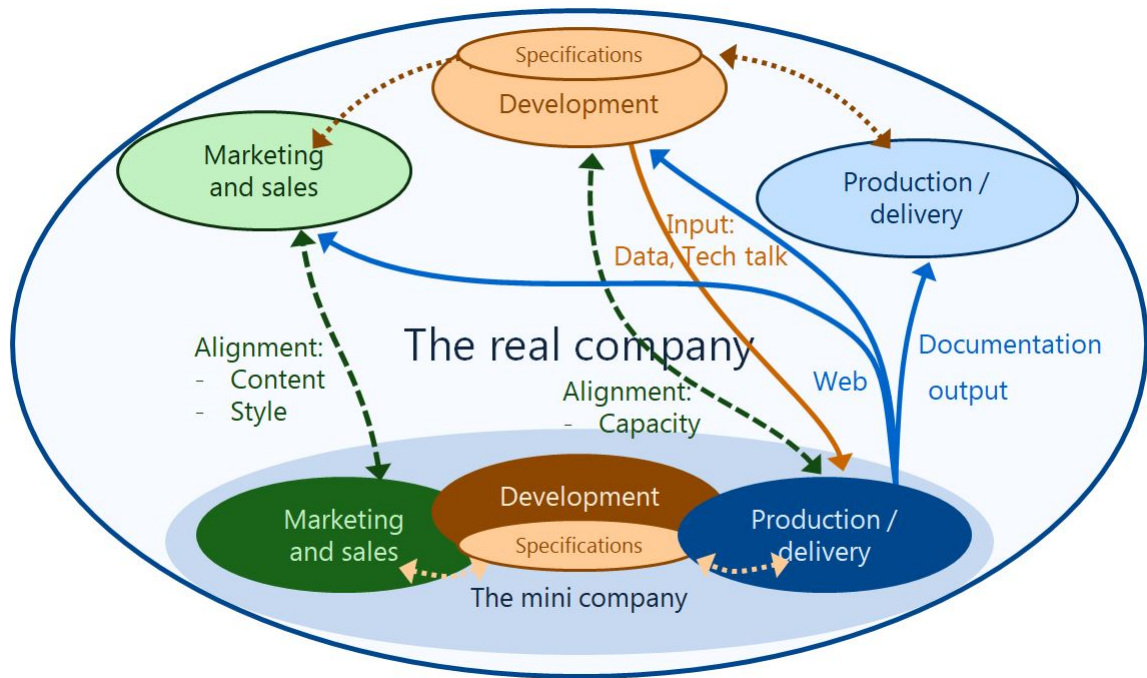 Specifications
Development
Marketing
and sales
Production /
delivery
Input:
Data, Tech talk
The real company
Alignment:
- Content
- Style
Alignment:
- Capacity
Web
Documentation
output
Development
Specifications
Marketing
and sales
Production /
delivery
The mini company